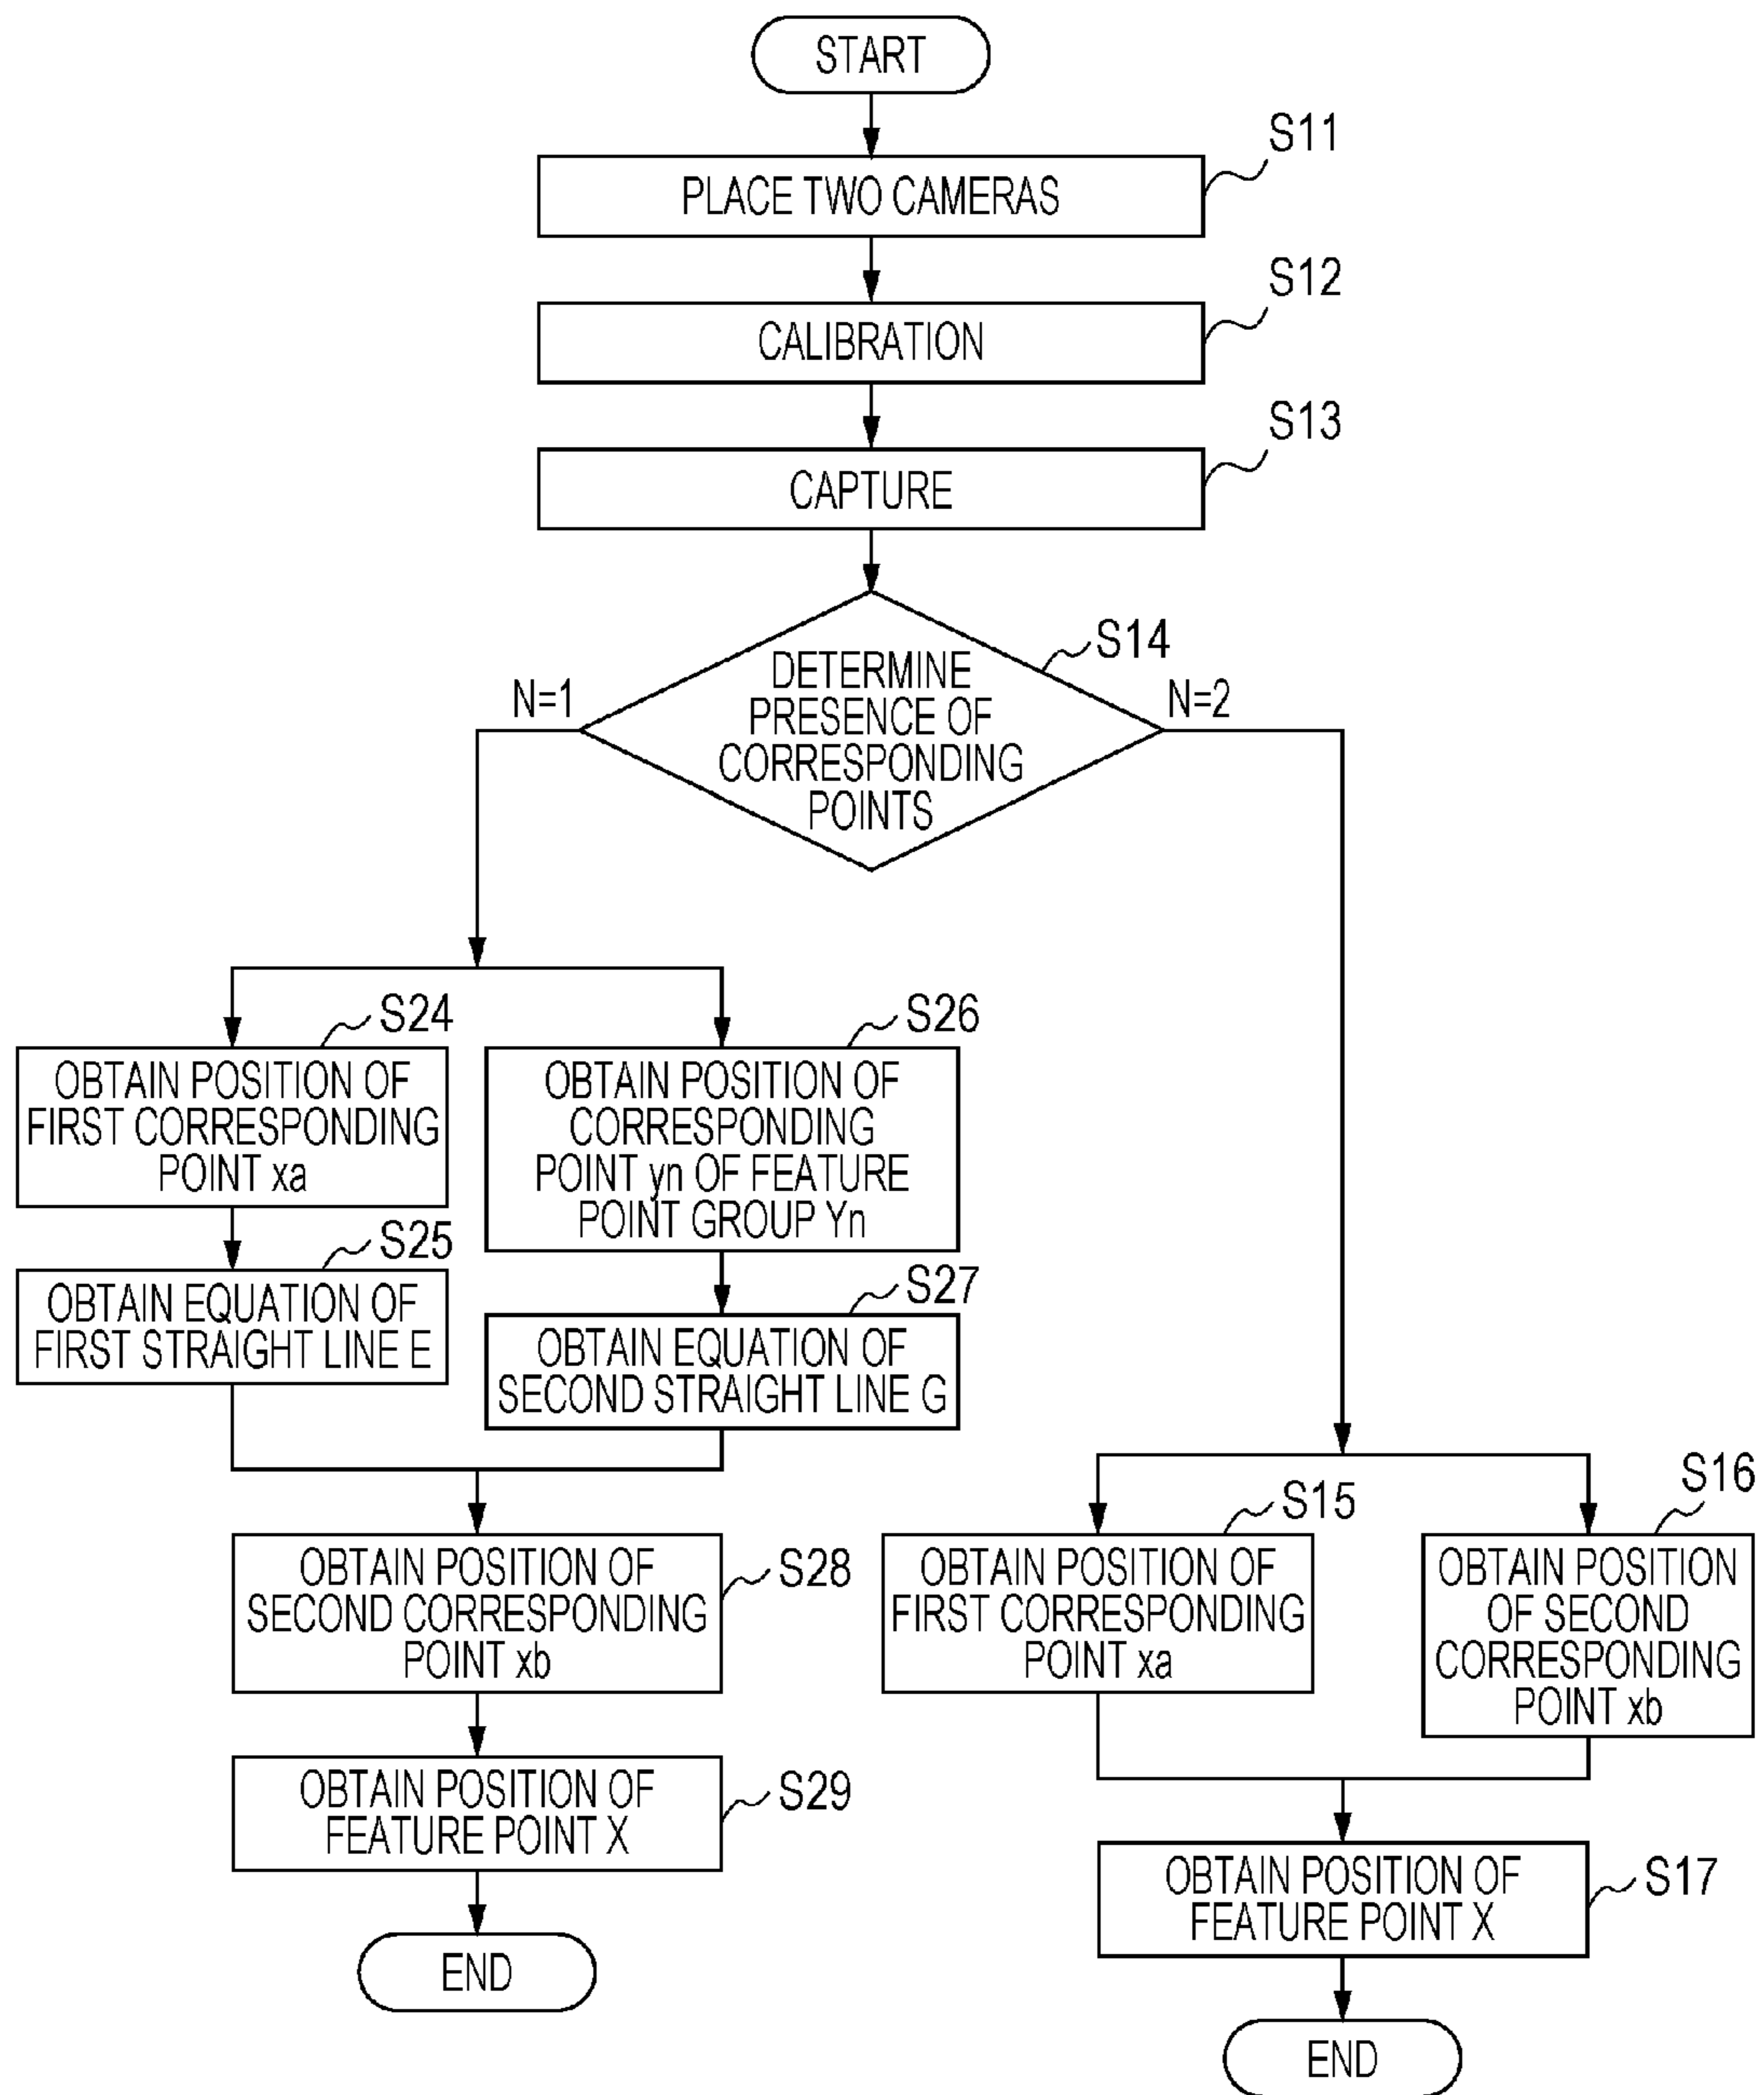 START
S11
PLACE TWO CAMERAS
S12
CALIBRATION
S13
CAPTURE
S14
DETERMINE
PRESENCE OF
CORRESPONDING
POINTS
N=1
N=2
S24
OBTAIN POSITION OF
FIRST CORRESPONDING
POINT xa
S25
OBTAIN EQUATION OF
FIRST STRAIGHT LINE E
S26
OBTAIN POSITION OF
CORRESPONDING
POINT yn OF FEATURE
POINT GROUP Yn
S27
OBTAIN EQUATION OF
SECOND STRAIGHT LINE G
S28
OBTAIN POSITION OF
SECOND CORRESPONDING
POINT xb
S29
OBTAIN POSITION OF
FEATURE POINT X
END
S15
OBTAIN POSITION OF
FIRST CORRESPONDING
POINT xa
S16
OBTAIN POSITION
OF SECOND
CORRESPONDING
POINT xb
S17
OBTAIN POSITION OF
FEATURE POINT X
END